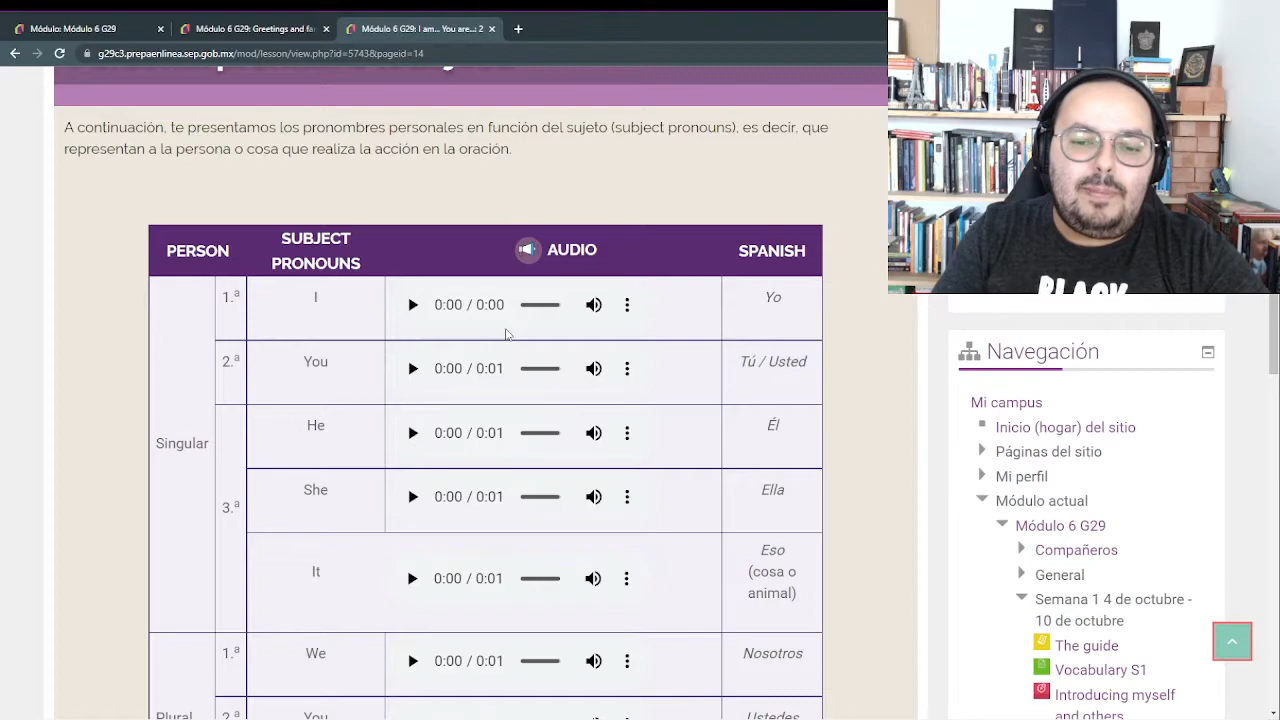 Módulo: Módulo 6 G29
Módulo 6 G29: Greetings and fa
Módulo 6 G29: I am... You are...: 2
g29c3.prepaenlinea.sep.gob.mx/mod/lesson/view.php?id=5743&pageid=14
A continuación, te presentamos los pronombres personales en función del sujeto (subject pronouns), es decir, que
representan a la persona o cosa que realiza la acción en la oración.
PERSON SUBJECT PRONOUNS AUDIO SPANISH
Singular
1.ª I 0:00 / 0:00 Yo
2.ª You 0:00 / 0:01 Tú / Usted
3.ª
He 0:00 / 0:01 Él
She 0:00 / 0:01 Ella
It 0:00 / 0:01 Eso
(cosa o
animal)
1.ª We 0:00 / 0:01 Nosotros
Plural 2.ª You Ustedes
BLACK
Navegación
Mi campus
Inicio (hogar) del sitio
Páginas del sitio
Mi perfil
Módulo actual
Módulo 6 G29
Compañeros
General
Semana 1 4 de octubre -
10 de octubre
The guide
Vocabulary S1
Introducing myself
and others